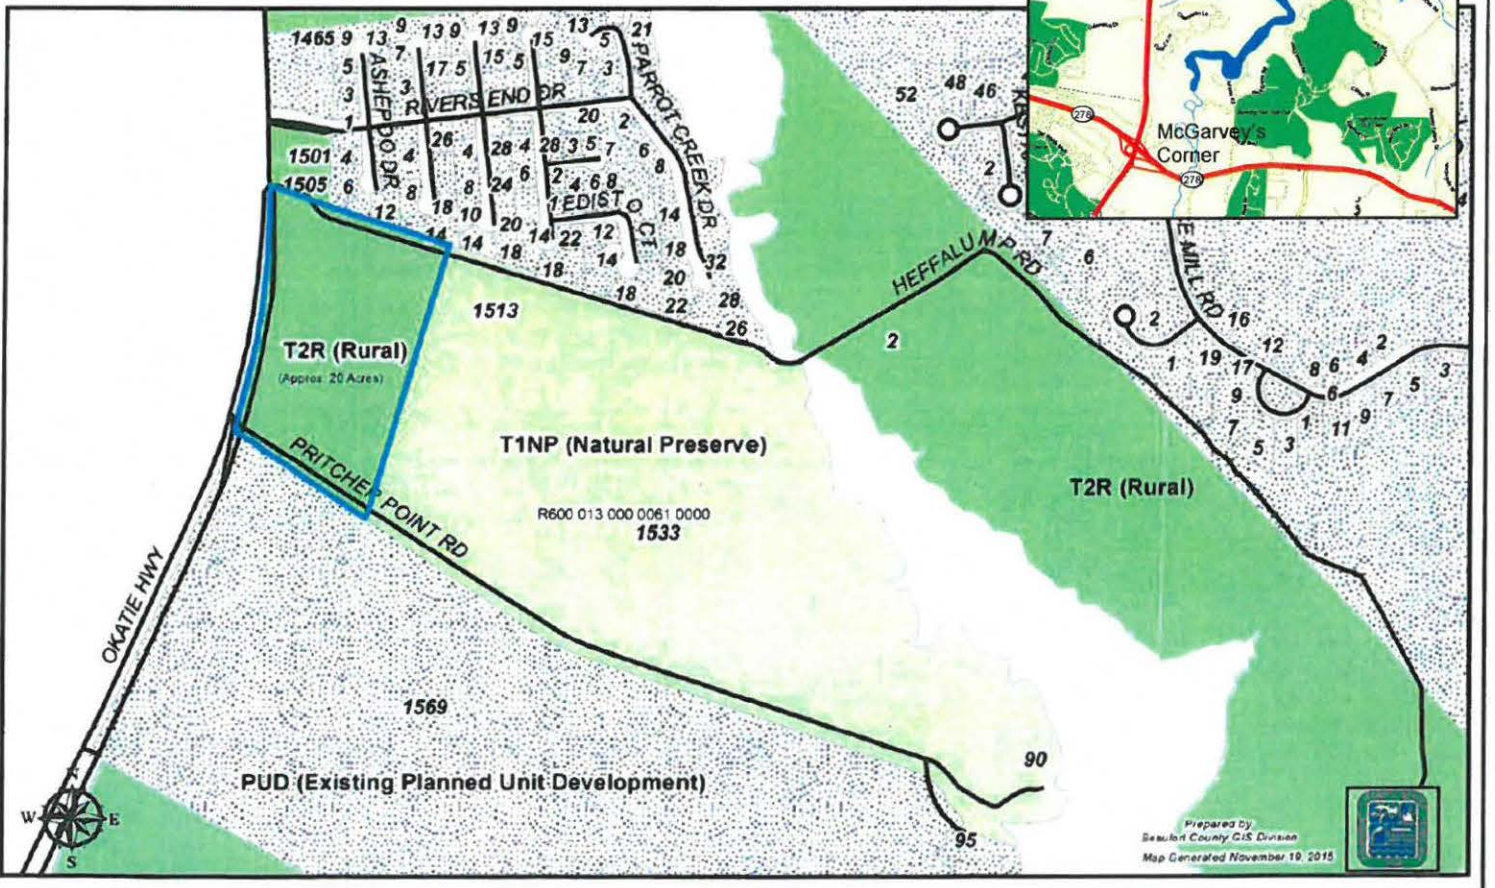 1465 9 13 9 13 9 13 9 13 21
5 7 17 5 15 5 15 9 7 3 5
3 3
ASHEPOO DR
RIVERS END DR
PARROT CREEK DR
1 26 20 2
1501 4 4 4 28 4 28 3 5 7 6 8
1505 6 8 8 24 6 2 4 6 8
12 18 10 20 1 EDISTO CT 14
14 14 18 14 22 12 18 32
18 14 20
18 22 28
26
52 48 46
2
McGarvey's
Corner
278
278
7 6
E MILL RD
HEFFALUMP RD
1513
2
2 16
1 19 17 12 8 6 4 2
9 6 7 5 3
7 5 3 1 11 9
T2R (Rural)
(Approx. 20 Acres)
T1NP (Natural Preserve)
T2R (Rural)
PRITCHER POINT RD
R600 013 000 0061 0000
1533
OKATIE HWY
1569
PUD (Existing Planned Unit Development)
90
95
W E
S
Prepared by
Beaufort County GIS Division
Map Generated November 19, 2015